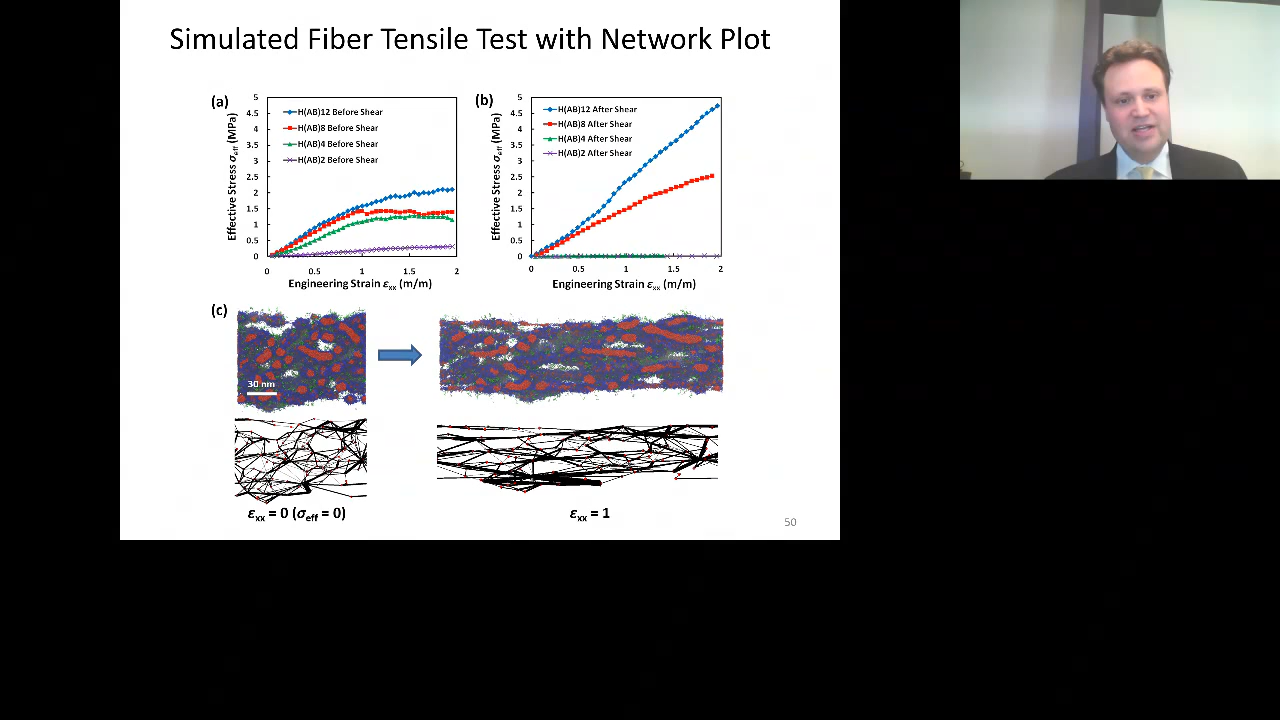 Simulated Fiber Tensile Test with Network Plot
(a)
Effective Stress σeff (MPa)
5
4.5
4
3.5
3
2.5
2
1.5
1
0.5
0
H(AB)12 Before Shear
H(AB)8 Before Shear
H(AB)4 Before Shear
H(AB)2 Before Shear
0 0.5 1 1.5 2
Engineering Strain εxx (m/m)
(b)
Effective Stress σeff (MPa)
5
4.5
4
3.5
3
2.5
2
1.5
1
0.5
0
H(AB)12 After Shear
H(AB)8 After Shear
H(AB)4 After Shear
H(AB)2 After Shear
0 0.5 1 1.5 2
Engineering Strain εxx (m/m)
(c)
30 nm
εxx = 0 (σeff = 0)
εxx = 1
50